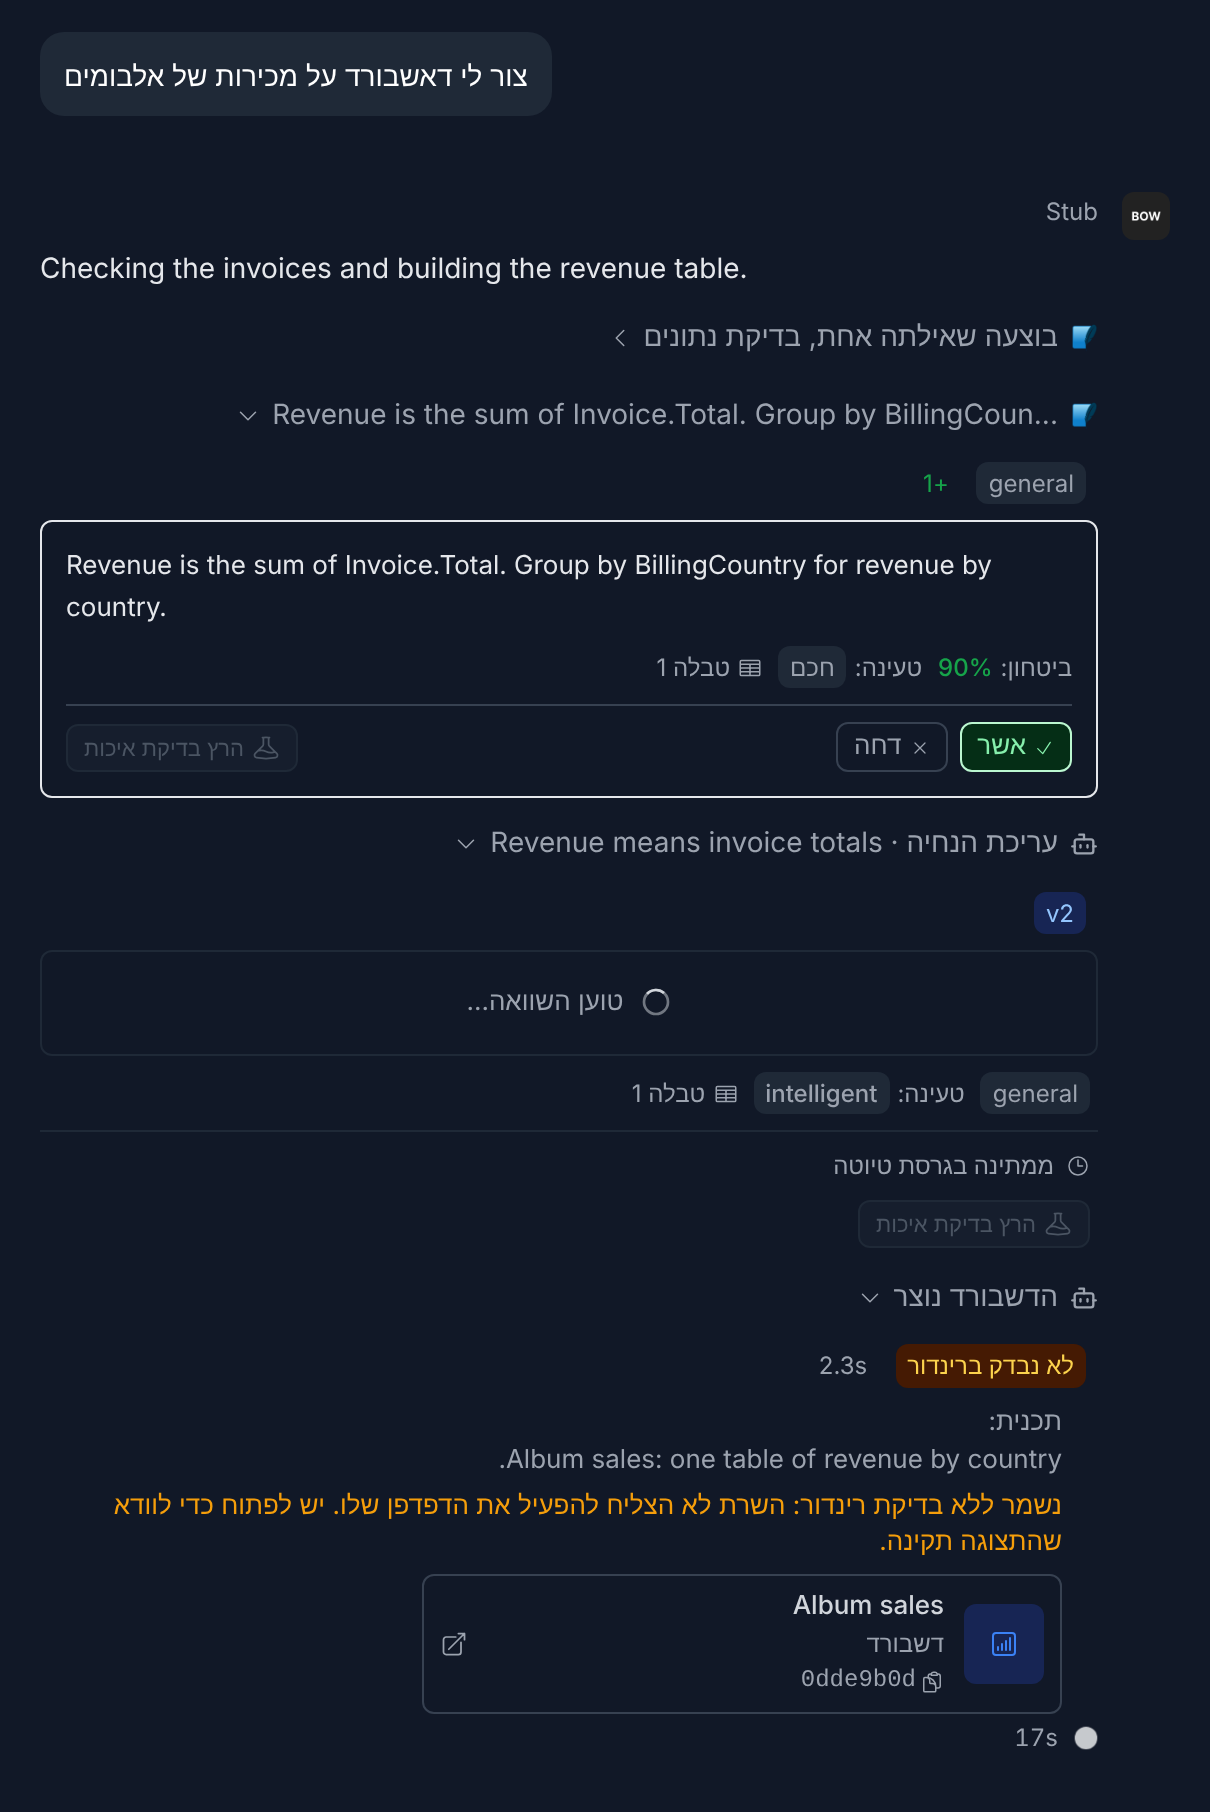 צור לי דאשבורד על מכירות של אלבומים
BOW Stub
Checking the invoices and building the revenue table.
בוצעה שאילתה אחת, בדיקת נתונים
Revenue is the sum of Invoice.Total. Group by BillingCoun...
general 1+
Revenue is the sum of Invoice.Total. Group by BillingCountry for revenue by
country.
ביטחון: 90% טעינה: חכם טבלה 1
אשר דחה הרץ בדיקת איכות
עריכת הנחיה · Revenue means invoice totals
v2
טוען השוואה...
general טעינה: intelligent טבלה 1
ממתינה בגרסת טיוטה
הרץ בדיקת איכות
הדשבורד נוצר
לא נבדק ברינדור 2.3s
תכנית:
Album sales: one table of revenue by country.
נשמר ללא בדיקת רינדור: השרת לא הצליח להפעיל את הדפדפן שלו. יש לפתוח כדי לוודא
שהתצוגה תקינה.
Album sales
דשבורד
0dde9b0d
17s